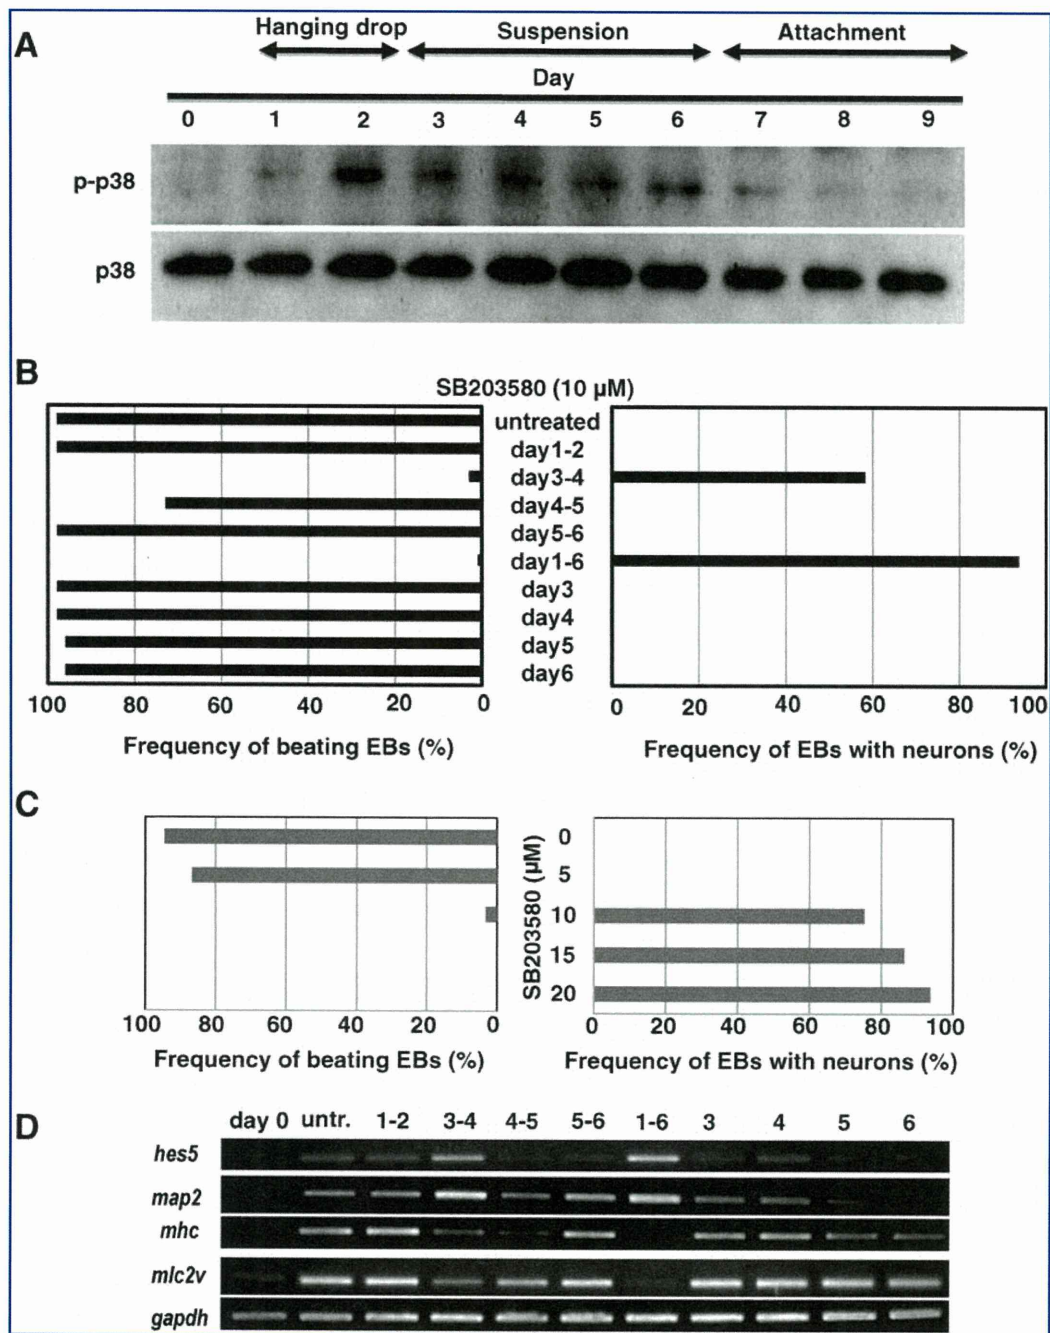 A
Hanging drop Suspension Attachment
Day
0 1 2 3 4 5 6 7 8 9
p-p38
p38
B
SB203580 (10 µM)
untreated
day1-2
day3-4
day4-5
day5-6
day1-6
day3
day4
day5
day6
100 80 60 40 20 0
0 20 40 60 80 100
Frequency of beating EBs (%)
Frequency of EBs with neurons (%)
C
SB203580 (µM)
0
5
10
15
20
100 80 60 40 20 0
0 20 40 60 80 100
Frequency of beating EBs (%)
Frequency of EBs with neurons (%)
D
day 0 untr. 1-2 3-4 4-5 5-6 1-6 3 4 5 6
hes5
map2
mhc
mlc2v
gapdh